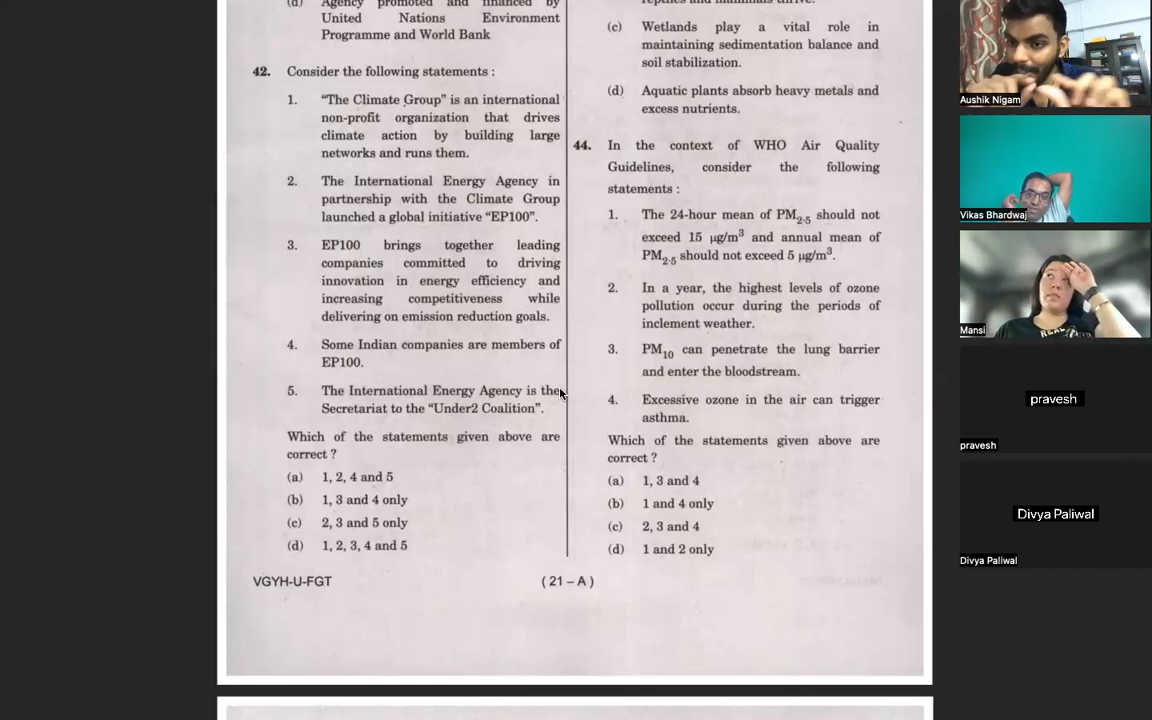 (d) Agency promoted and financed by
United Nations Environment
Programme and World Bank
42. Consider the following statements :
1. “The Climate Group” is an international
non-profit organization that drives
climate action by building large
networks and runs them.
2. The International Energy Agency in
partnership with the Climate Group
launched a global initiative “EP100”.
3. EP100 brings together leading
companies committed to driving
innovation in energy efficiency and
increasing competitiveness while
delivering on emission reduction goals.
4. Some Indian companies are members of
EP100.
5. The International Energy Agency is the
Secretariat to the “Under2 Coalition”.
Which of the statements given above are
correct ?
(a) 1, 2, 4 and 5
(b) 1, 3 and 4 only
(c) 2, 3 and 5 only
(d) 1, 2, 3, 4 and 5
(c) Wetlands play a vital role in
maintaining sedimentation balance and
soil stabilization.
(d) Aquatic plants absorb heavy metals and
excess nutrients.
44. In the context of WHO Air Quality
Guidelines, consider the following
statements :
1. The 24-hour mean of PM2.5 should not
exceed 15 µg/m³ and annual mean of
PM2.5 should not exceed 5 µg/m³.
2. In a year, the highest levels of ozone
pollution occur during the periods of
inclement weather.
3. PM10 can penetrate the lung barrier
and enter the bloodstream.
4. Excessive ozone in the air can trigger
asthma.
Which of the statements given above are
correct ?
(a) 1, 3 and 4
(b) 1 and 4 only
(c) 2, 3 and 4
(d) 1 and 2 only
VGYH-U-FGT
( 21 – A )
Aushik Nigam
Vikas Bhardwaj
Mansi
pravesh
pravesh
Divya Paliwal
Divya Paliwal